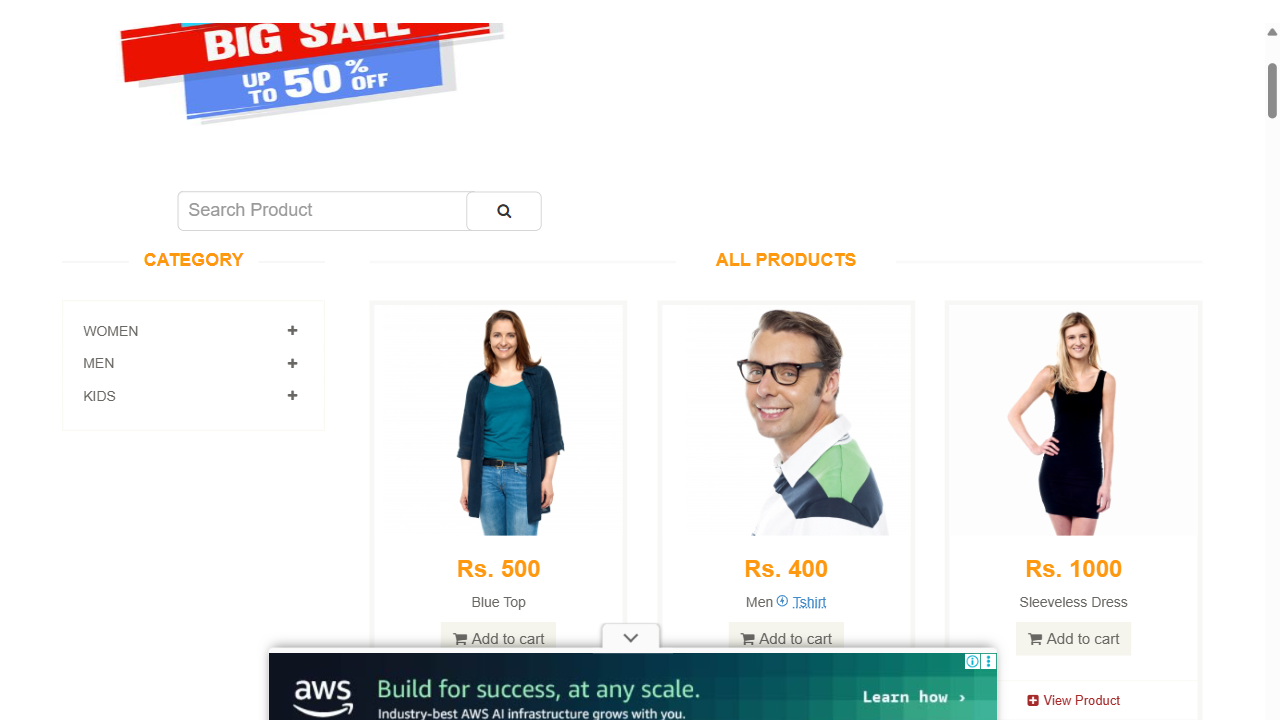 BIG SALE
UP TO 50% OFF
Search Product
CATEGORY
ALL PRODUCTS
WOMEN
MEN
KIDS
Rs. 500
Blue Top
Add to cart
Rs. 400
Men Tshirt
Add to cart
Rs. 1000
Sleeveless Dress
Add to cart
View Product
aws
Build for success, at any scale.
Industry-best AWS AI infrastructure grows with you.
Learn how ›